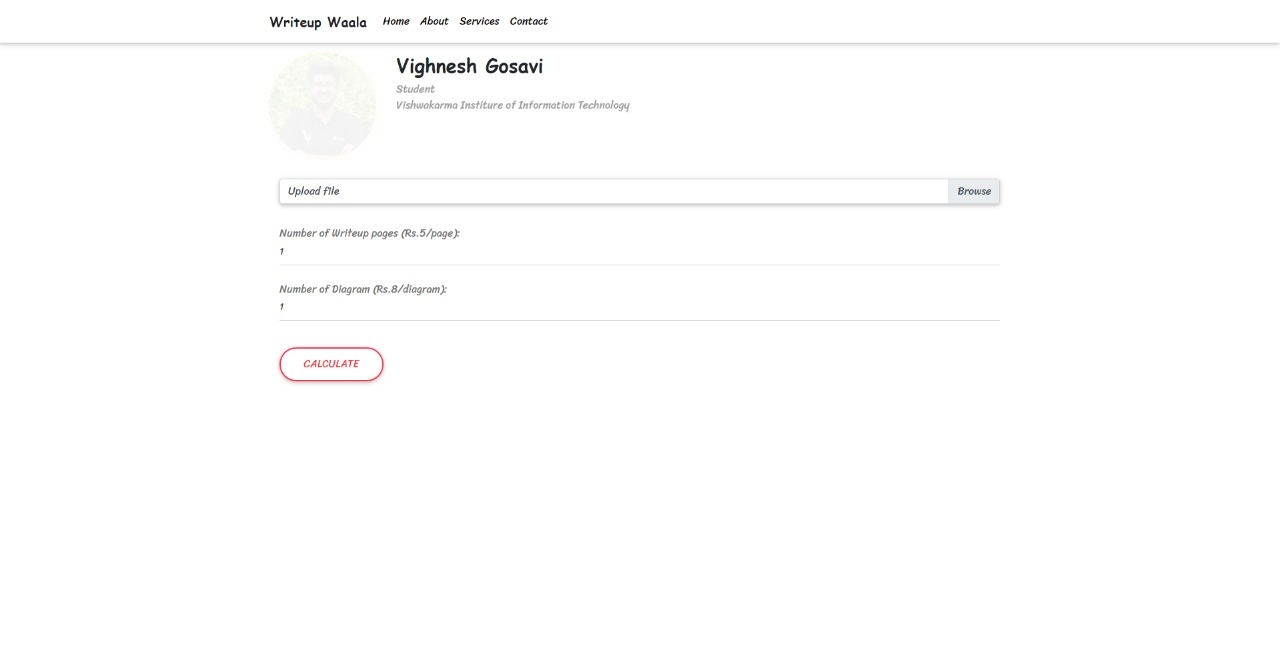 Writeup Waala Home About Services Contact
Vighnesh Gosavi
Student
Vishwakarma Institure of Information Technology
Upload file Browse
Number of Writeup pages (Rs.5/page):
1
Number of Diagram (Rs.8/diagram):
1
CALCULATE